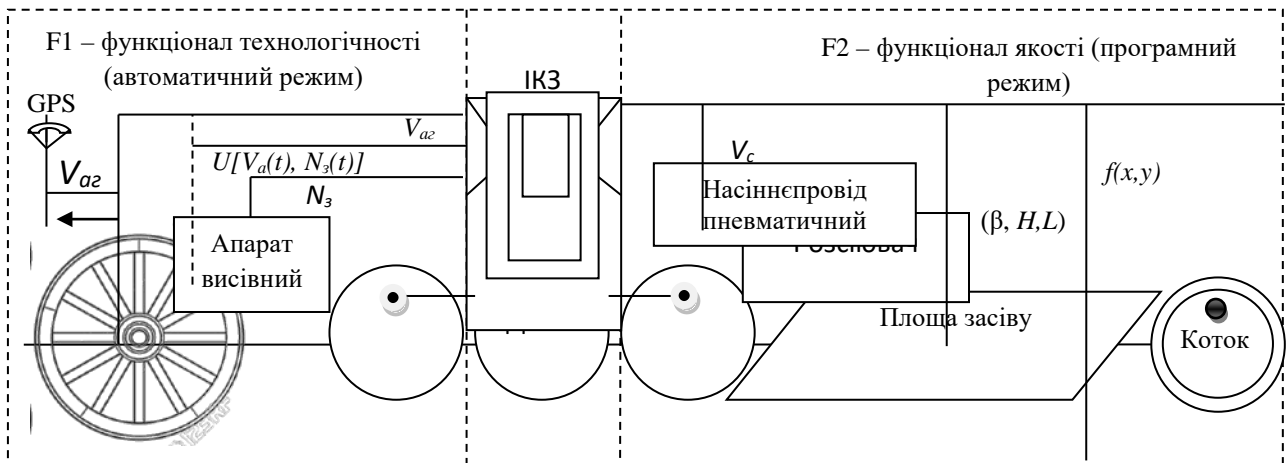 F1 – функціонал технологічності
(автоматичний режим)
F2 – функціонал якості (програмний
режим)
GPS
ІКЗ
Vаг
Vаг
U[Vа(t), Nз(t)]
Nз
Vс
f(x,y)
Насіннєпровід
пневматичний
(β, H,L)
Апарат
висівний
Площа засіву
Коток